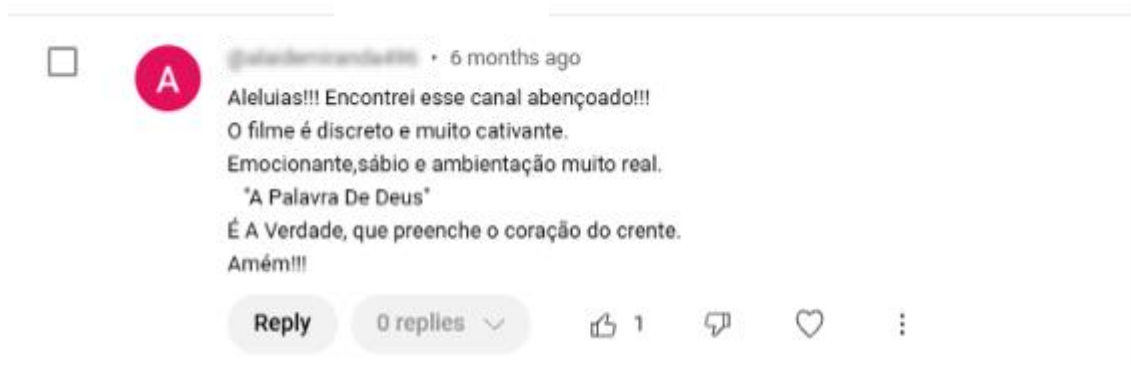 A
• 6 months ago
Aleluias!!! Encontrei esse canal abençoado!!!
O filme é discreto e muito cativante.
Emocionante,sábio e ambientação muito real.
"A Palavra De Deus"
É A Verdade, que preenche o coração do crente.
Amém!!!
Reply 0 replies 1